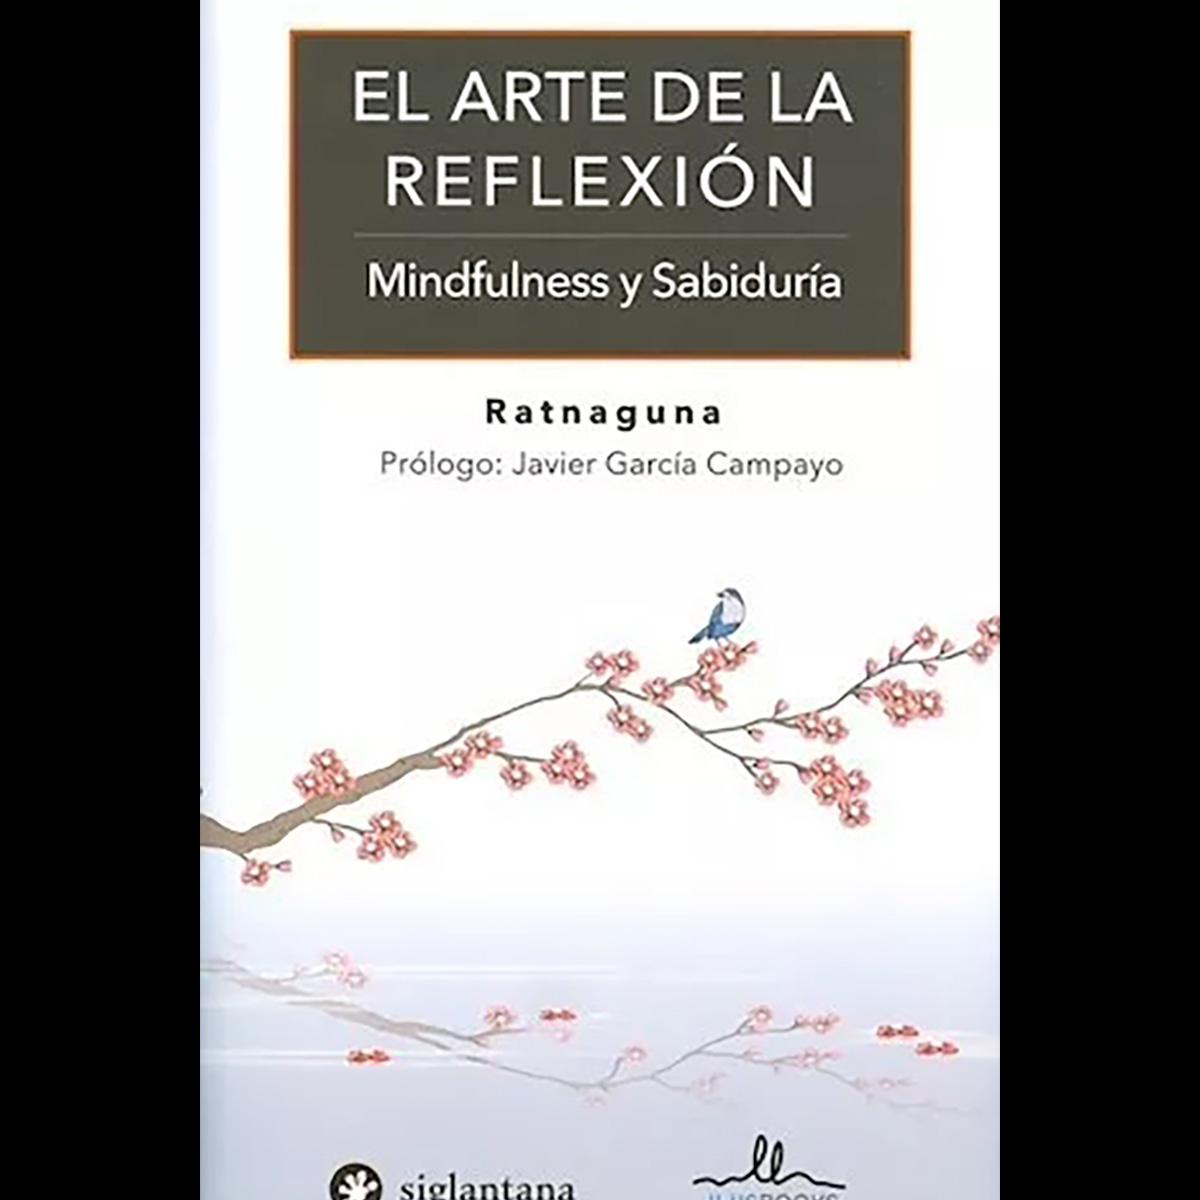 EL ARTE DE LA
REFLEXIÓN
Mindfulness y Sabiduría
Ratnaguna
Prólogo: Javier García Campayo
siglantana